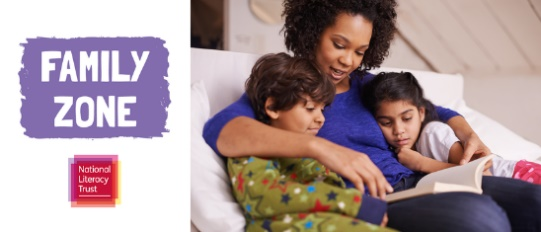 FAMILY
ZONE
National
Literacy
Trust